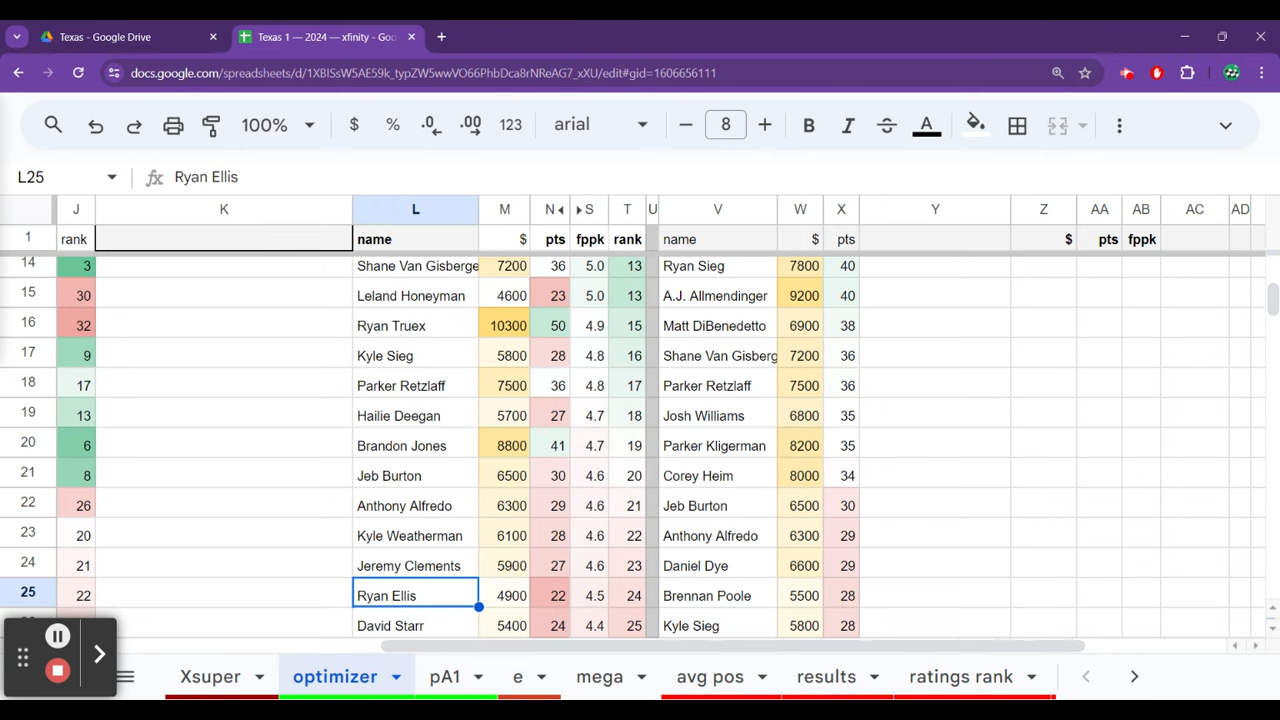 Texas - Google Drive
Texas 1 — 2024 — xfinity - Goo
docs.google.com/spreadsheets/d/1XBISsW5AE59k_typZW5wwVO66PhbDca8rNReAG7_xXU/edit#gid=1606656111
100% $ % .0 .00 123 arial 8 B I A
L25 fx Ryan Ellis
J K L M N S T U V W X Y Z AA AB AC AD
1 rank name $ pts fppk rank name $ pts $ pts fppk
14 3 Shane Van Gisberge 7200 36 5.0 13 Ryan Sieg 7800 40
15 30 Leland Honeyman 4600 23 5.0 13 A.J. Allmendinger 9200 40
16 32 Ryan Truex 10300 50 4.9 15 Matt DiBenedetto 6900 38
17 9 Kyle Sieg 5800 28 4.8 16 Shane Van Gisberg 7200 36
18 17 Parker Retzlaff 7500 36 4.8 17 Parker Retzlaff 7500 36
19 13 Hailie Deegan 5700 27 4.7 18 Josh Williams 6800 35
20 6 Brandon Jones 8800 41 4.7 19 Parker Kligerman 8200 35
21 8 Jeb Burton 6500 30 4.6 20 Corey Heim 8000 34
22 26 Anthony Alfredo 6300 29 4.6 21 Jeb Burton 6500 30
23 20 Kyle Weatherman 6100 28 4.6 22 Anthony Alfredo 6300 29
24 21 Jeremy Clements 5900 27 4.6 23 Daniel Dye 6600 29
25 22 Ryan Ellis 4900 22 4.5 24 Brennan Poole 5500 28
David Starr 5400 24 4.4 25 Kyle Sieg 5800 28
Xsuper optimizer pA1 e mega avg pos results ratings rank